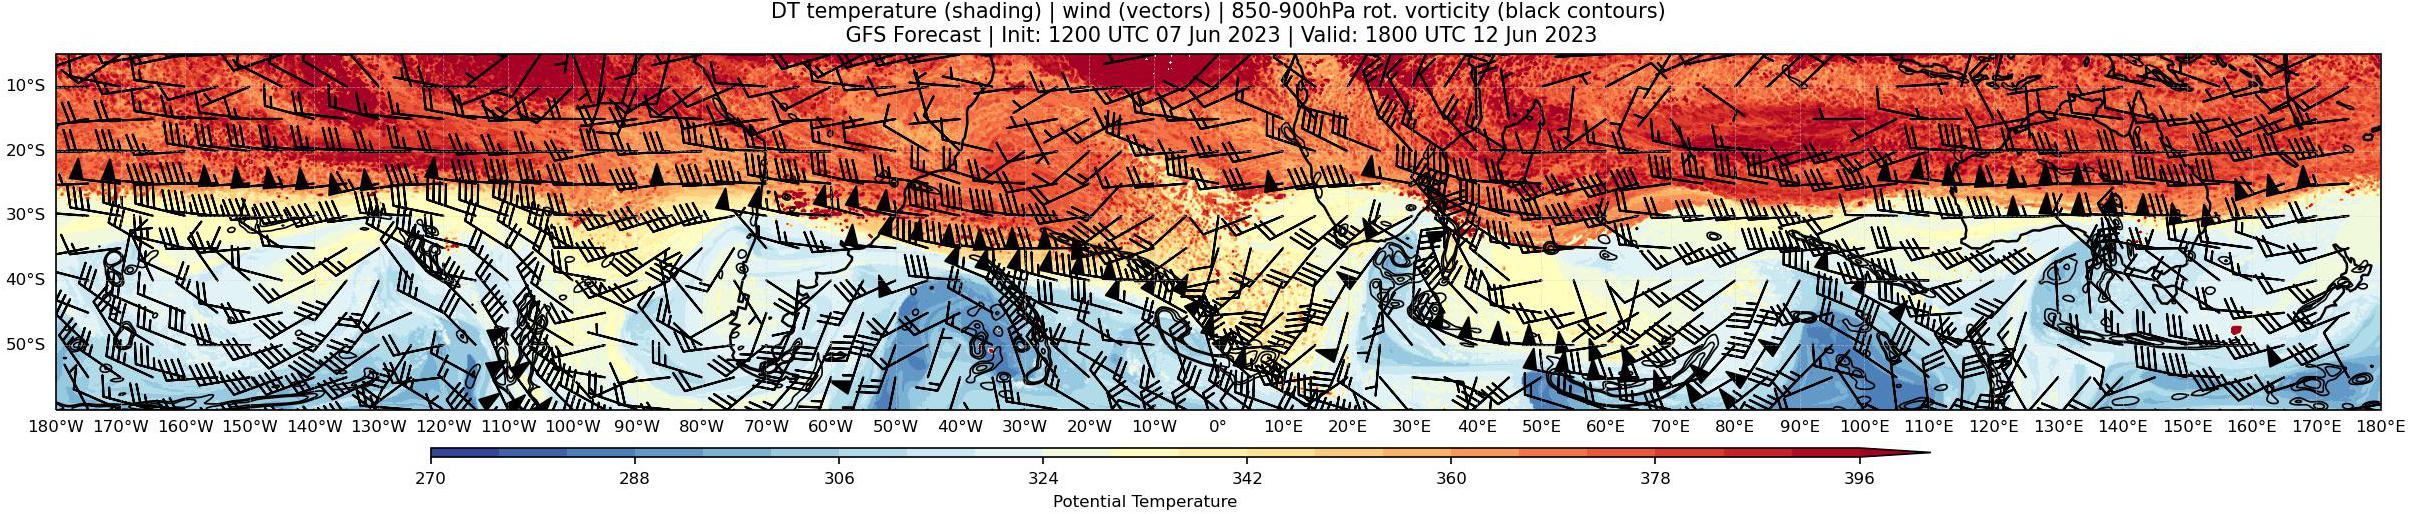 DT temperature (shading) | wind (vectors) | 850-900hPa rot. vorticity (black contours)
GFS Forecast | Init: 1200 UTC 07 Jun 2023 | Valid: 1800 UTC 12 Jun 2023
10°S
20°S
30°S
40°S
50°S
180°W 170°W 160°W 150°W 140°W 130°W 120°W 110°W 100°W 90°W 80°W 70°W 60°W 50°W 40°W 30°W 20°W 10°W 0° 10°E 20°E 30°E 40°E 50°E 60°E 70°E 80°E 90°E 100°E 110°E 120°E 130°E 140°E 150°E 160°E 170°E 180°E
270 288 306 324 342 360 378 396
Potential Temperature